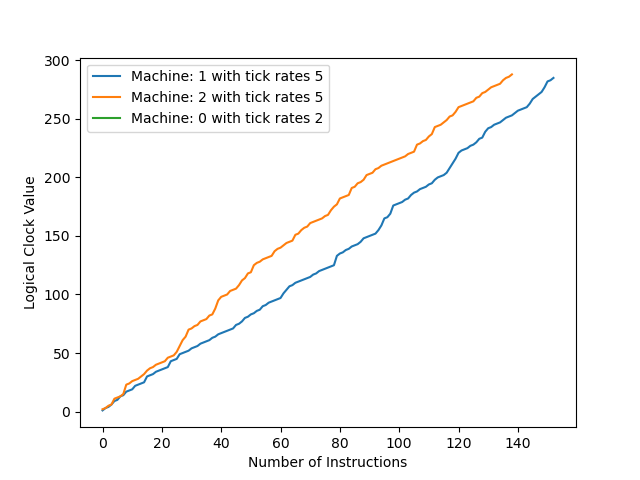 300
250
200
150
100
50
0
Logical Clock Value
Machine: 1 with tick rates 5
Machine: 2 with tick rates 5
Machine: 0 with tick rates 2
0 20 40 60 80 100 120 140
Number of Instructions